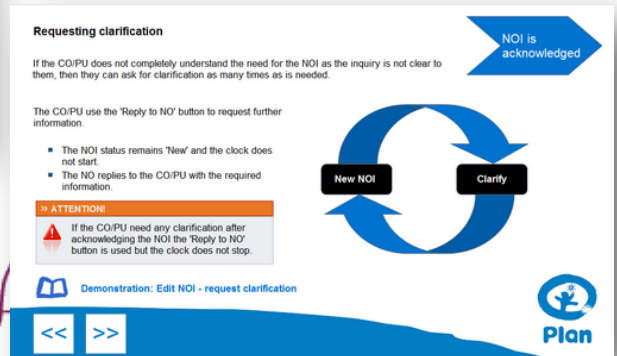 Requesting clarification
NOI is
acknowledged
If the CO/PU does not completely understand the need for the NOI as the inquiry is not clear to
them, then they can ask for clarification as many times as is needed.
The CO/PU use the 'Reply to NO' button to request further
information.
The NOI status remains 'New' and the clock does
not start.
The NO replies to the CO/PU with the required
information.
New NOI
Clarify
>> ATTENTION!
If the CO/PU need any clarification after
acknowledging the NOI the 'Reply to NO'
button is used but the clock does not stop.
Demonstration: Edit NOI - request clarification
<< >>
Plan